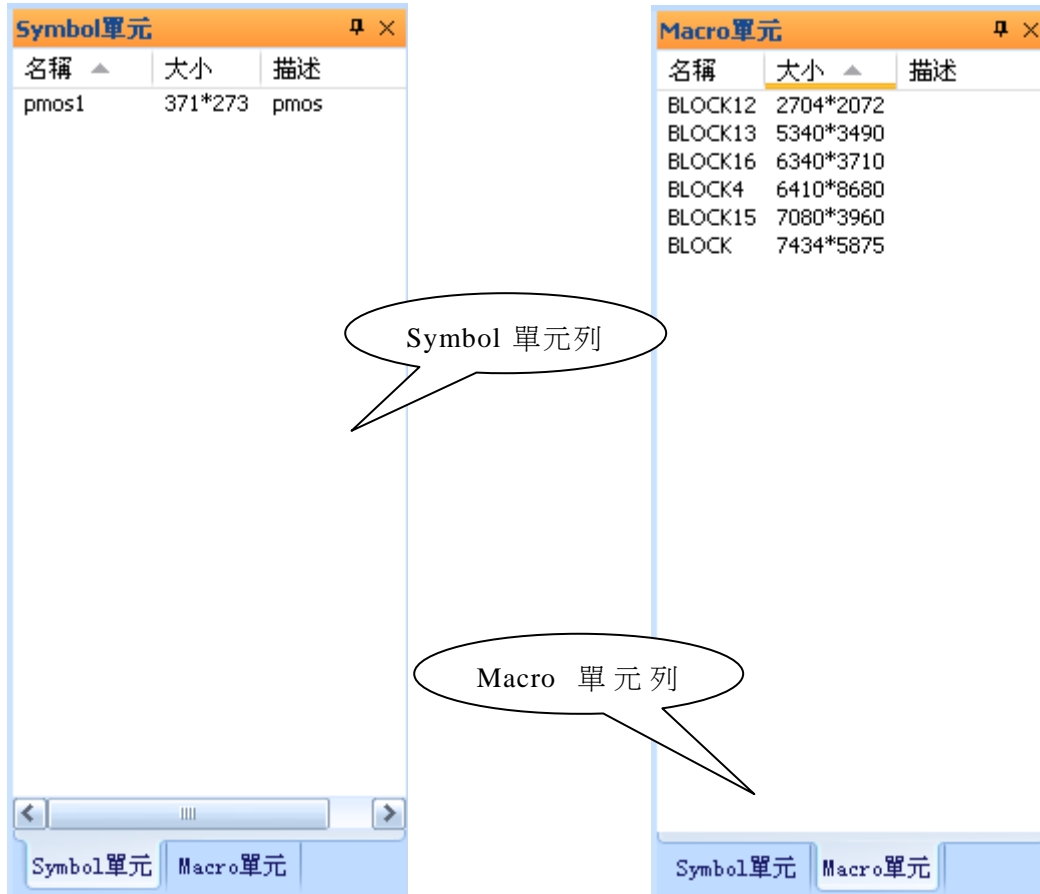 Symbol單元
名稱 大小 描述
pmos1 371*273 pmos
Symbol 單元列
Symbol單元 Macro單元
Macro單元
名稱 大小 描述
BLOCK12 2704*2072
BLOCK13 5340*3490
BLOCK16 6340*3710
BLOCK4 6410*8680
BLOCK15 7080*3960
BLOCK 7434*5875
Macro 單元列
Symbol單元 Macro單元